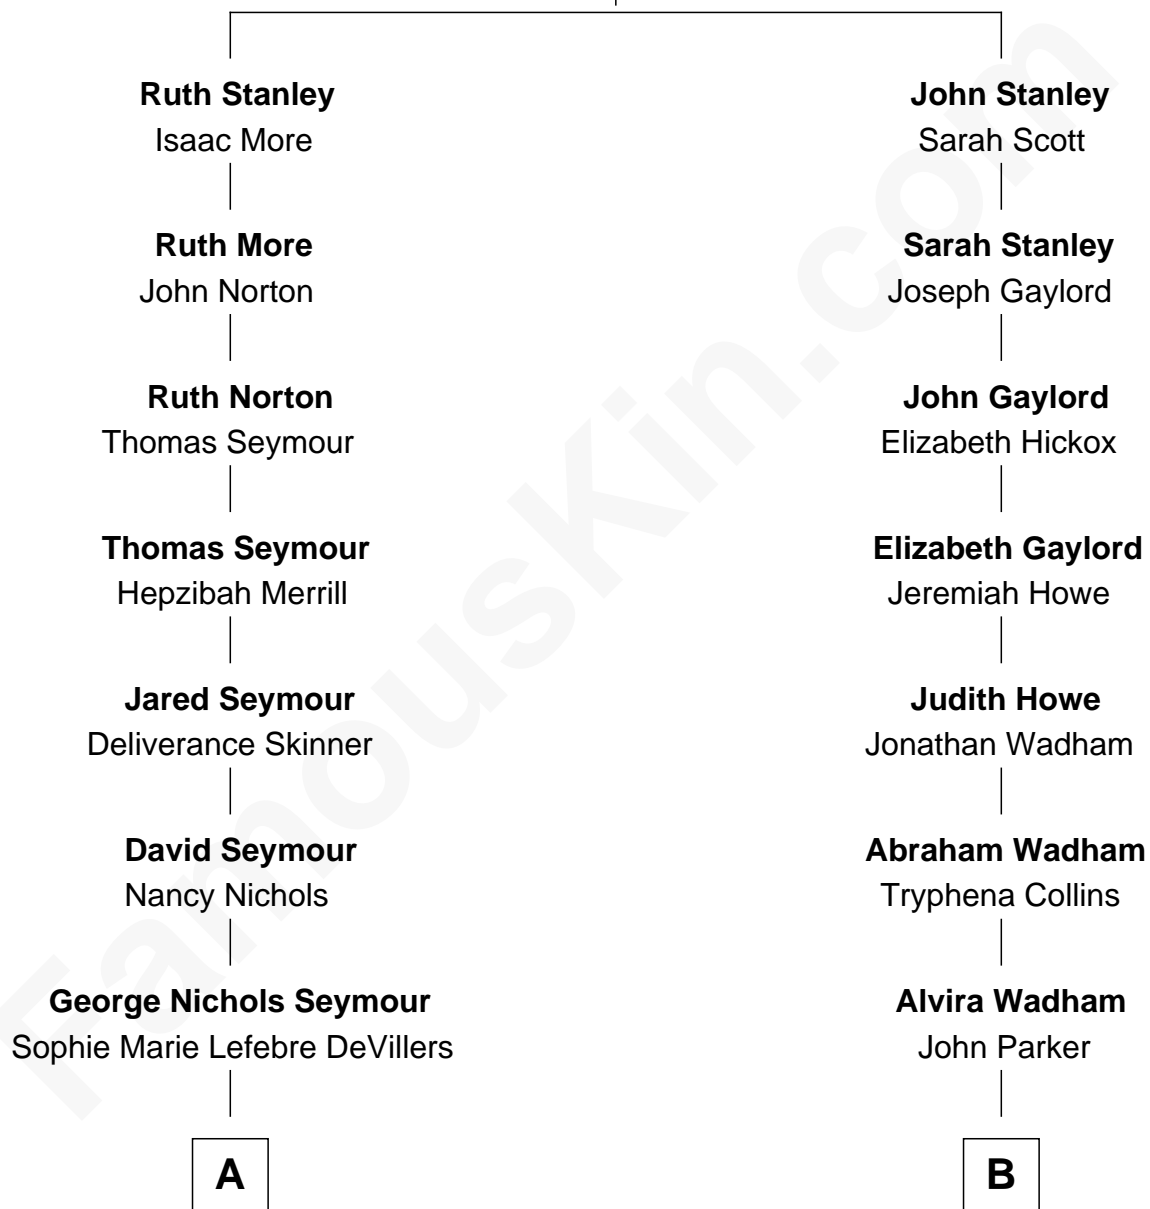 Ruth Stanley
Isaac More
Ruth More
John Norton
Ruth Norton
Thomas Seymour
Thomas Seymour
Hepzibah Merrill
Jared Seymour
Deliverance Skinner
David Seymour
Nancy Nichols
George Nichols Seymour
Sophie Marie Lefebre DeVillers
A
John Stanley
Sarah Scott
Sarah Stanley
Joseph Gaylord
John Gaylord
Elizabeth Hickox
Elizabeth Gaylord
Jeremiah Howe
Judith Howe
Jonathan Wadham
Abraham Wadham
Tryphena Collins
Alvira Wadham
John Parker
B
FamousKin.com